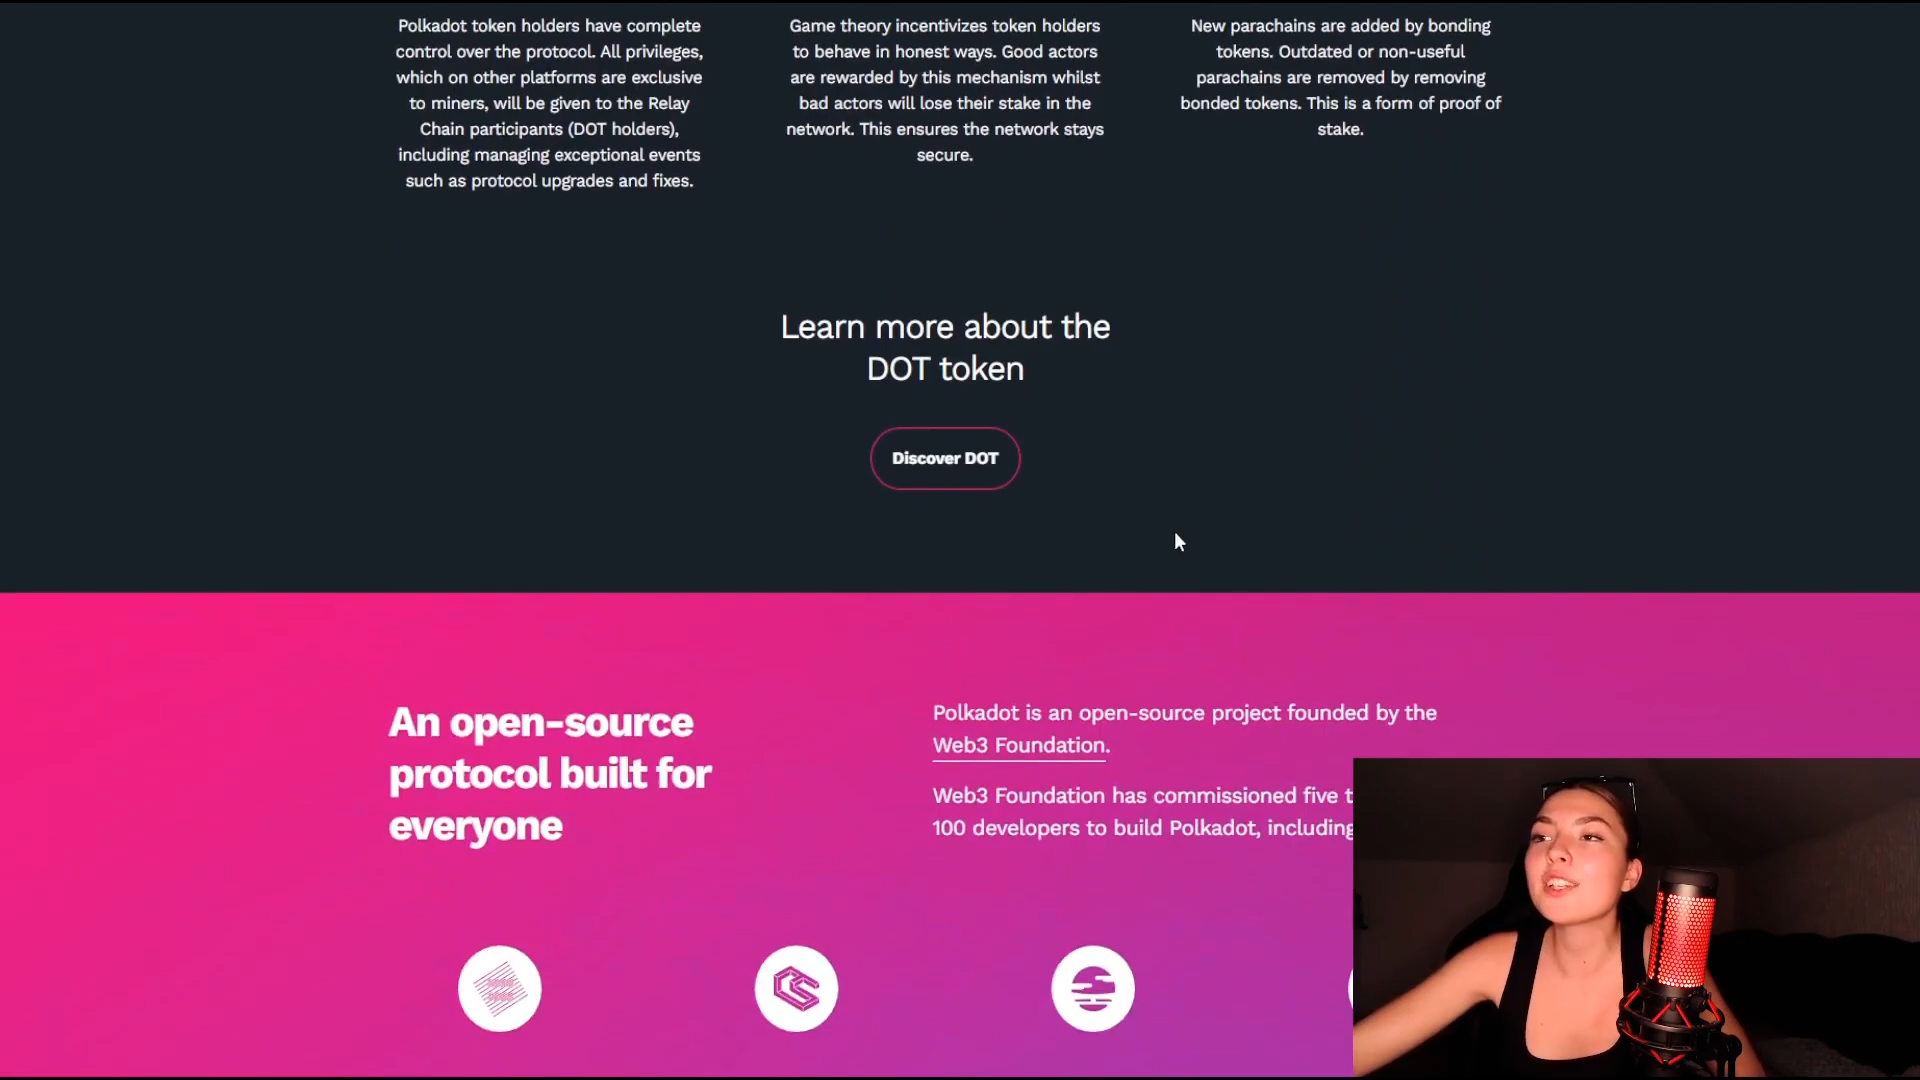 Polkadot token holders have complete
control over the protocol. All privileges,
which on other platforms are exclusive
to miners, will be given to the Relay
Chain participants (DOT holders),
including managing exceptional events
such as protocol upgrades and fixes.
Game theory incentivizes token holders
to behave in honest ways. Good actors
are rewarded by this mechanism whilst
bad actors will lose their stake in the
network. This ensures the network stays
secure.
New parachains are added by bonding
tokens. Outdated or non-useful
parachains are removed by removing
bonded tokens. This is a form of proof of
stake.
Learn more about the
DOT token
Discover DOT
An open-source
protocol built for
everyone
Polkadot is an open-source project founded by the
Web3 Foundation.
Web3 Foundation has commissioned five t
100 developers to build Polkadot, including